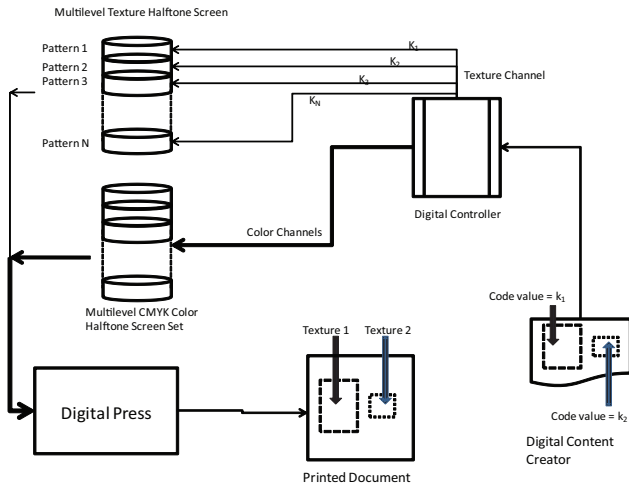 Multilevel Texture Halftone Screen
Pattern 1
Pattern 2
Pattern 3
Pattern N
K1
K2
K3
KN
Texture Channel
Digital Controller
Color Channels
Multilevel CMYK Color
Halftone Screen Set
Code value = k1
Code value = k2
Digital Content
Creator
Texture 1
Texture 2
Digital Press
Printed Document